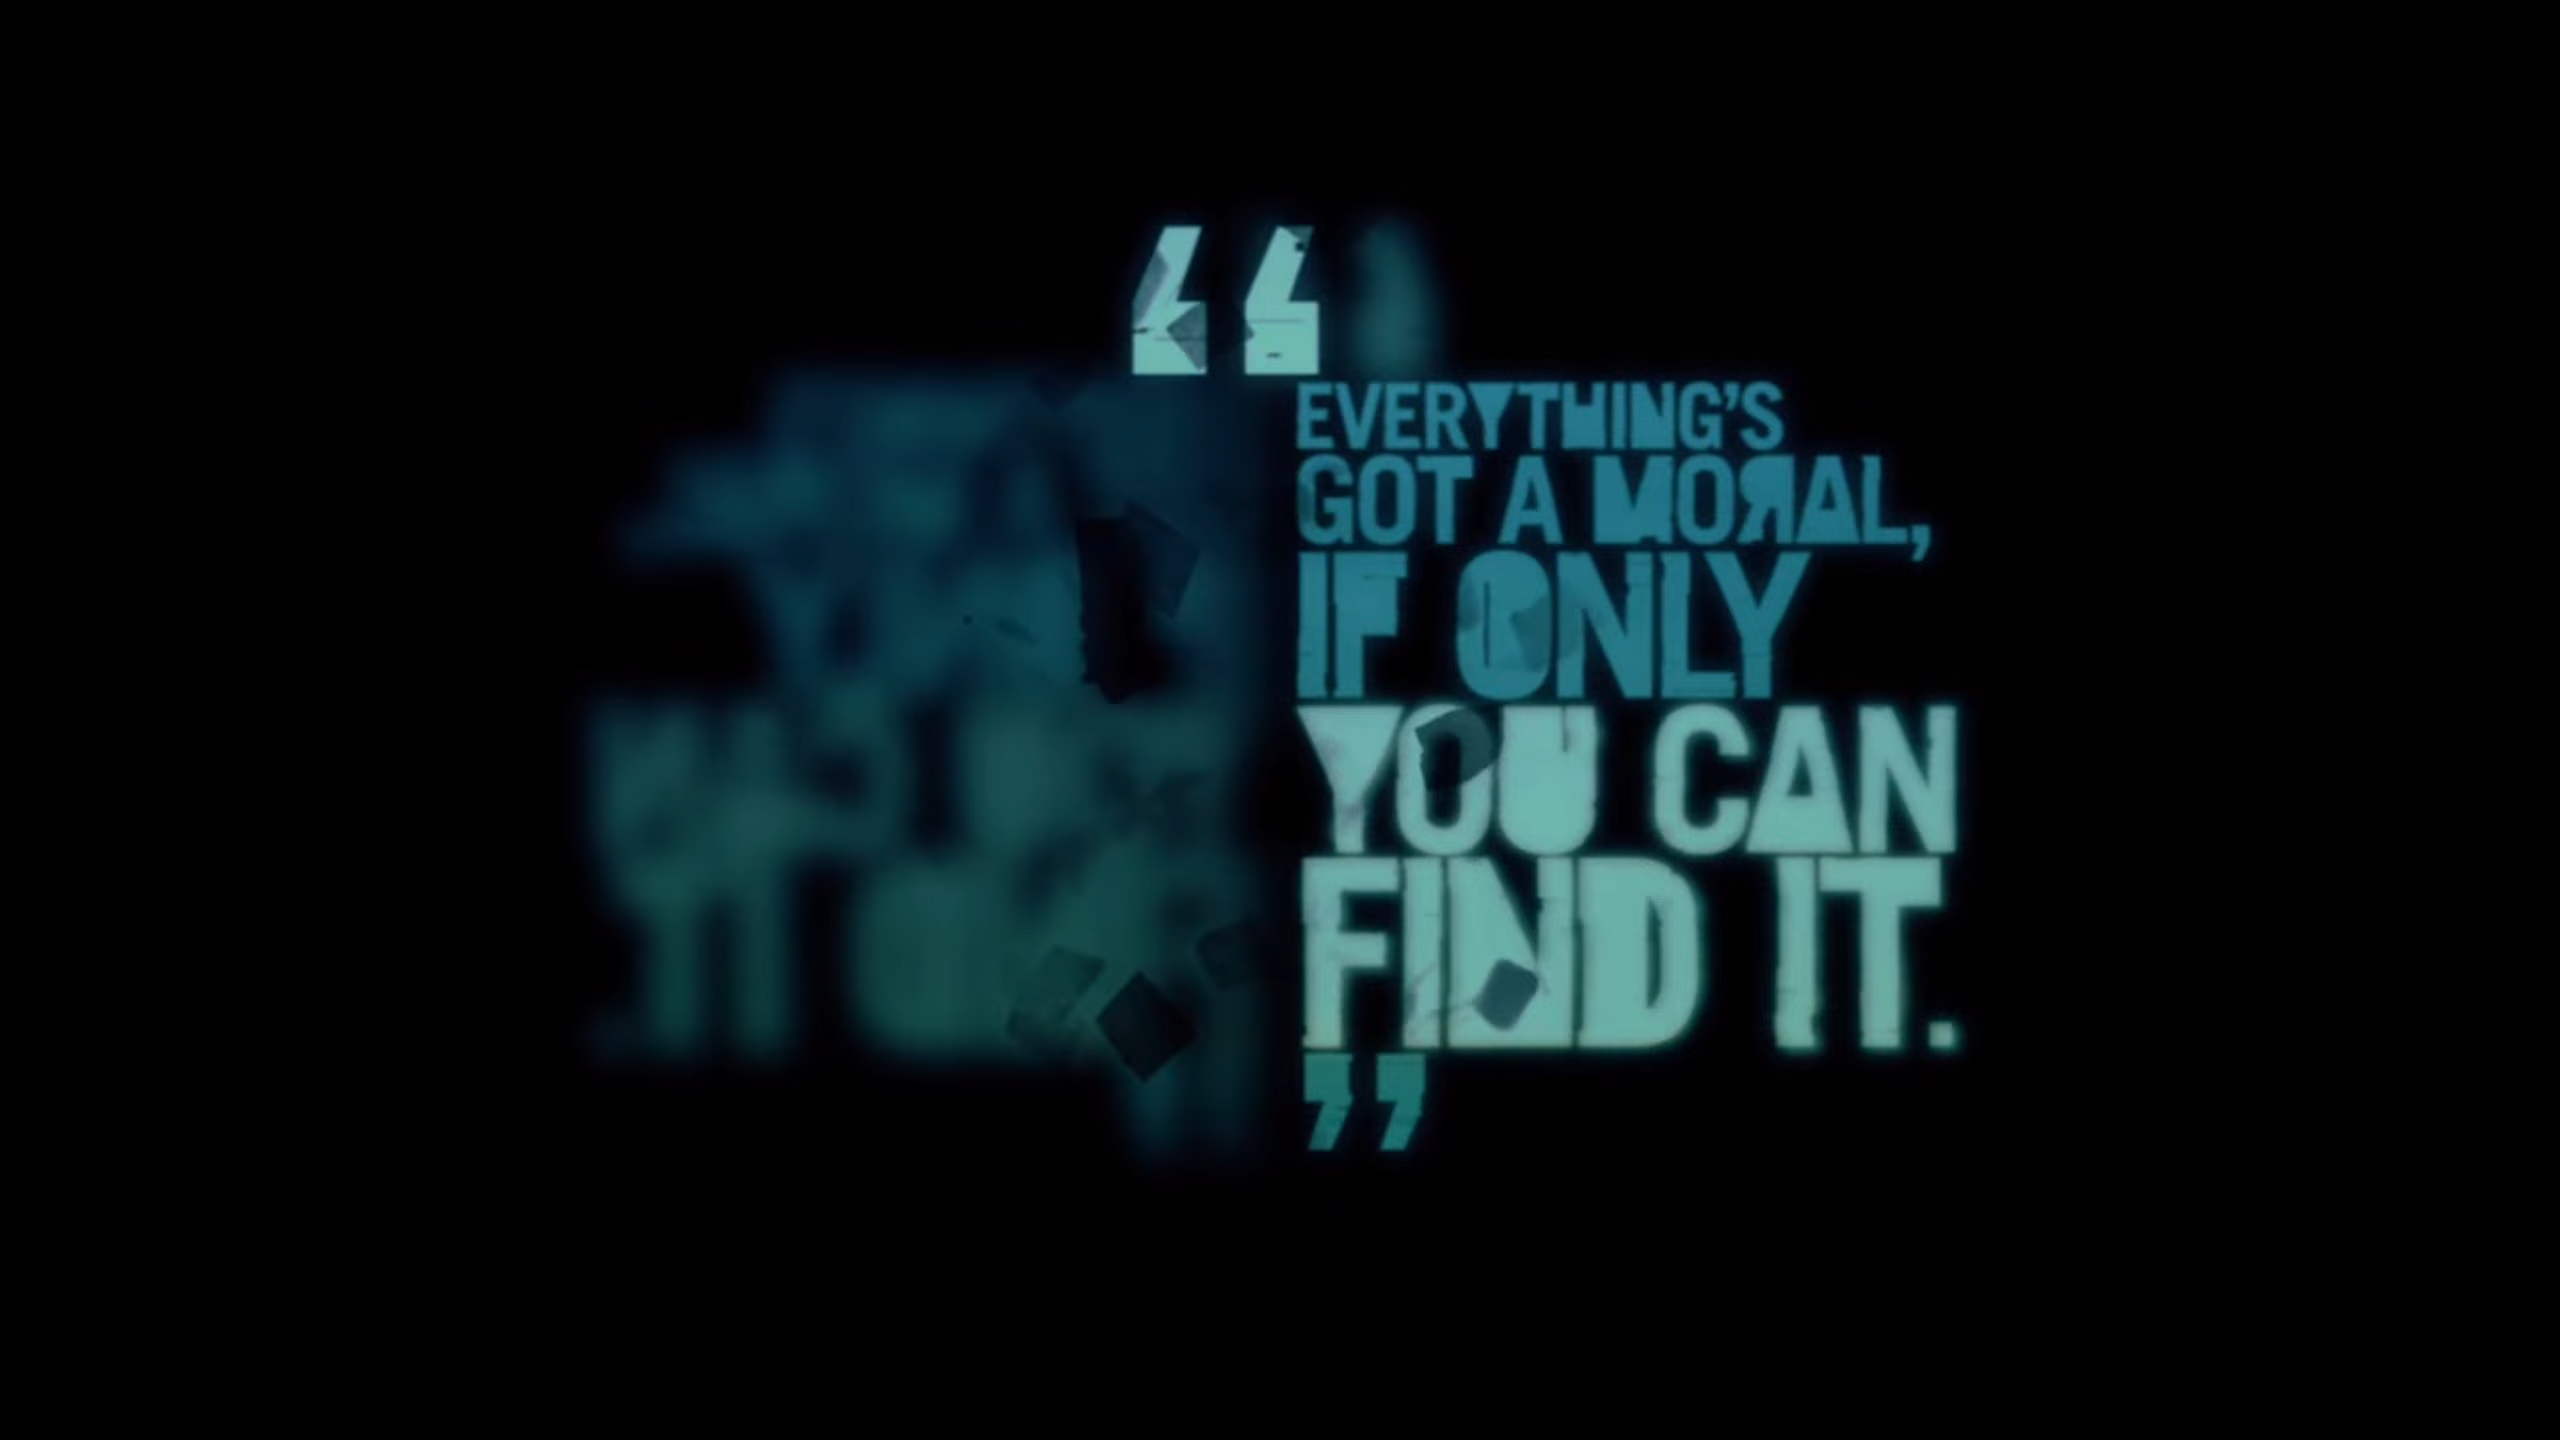 “
EVERYTHING’S
GOT A MORAL,
IF ONLY
YOU CAN
FIND IT.
”